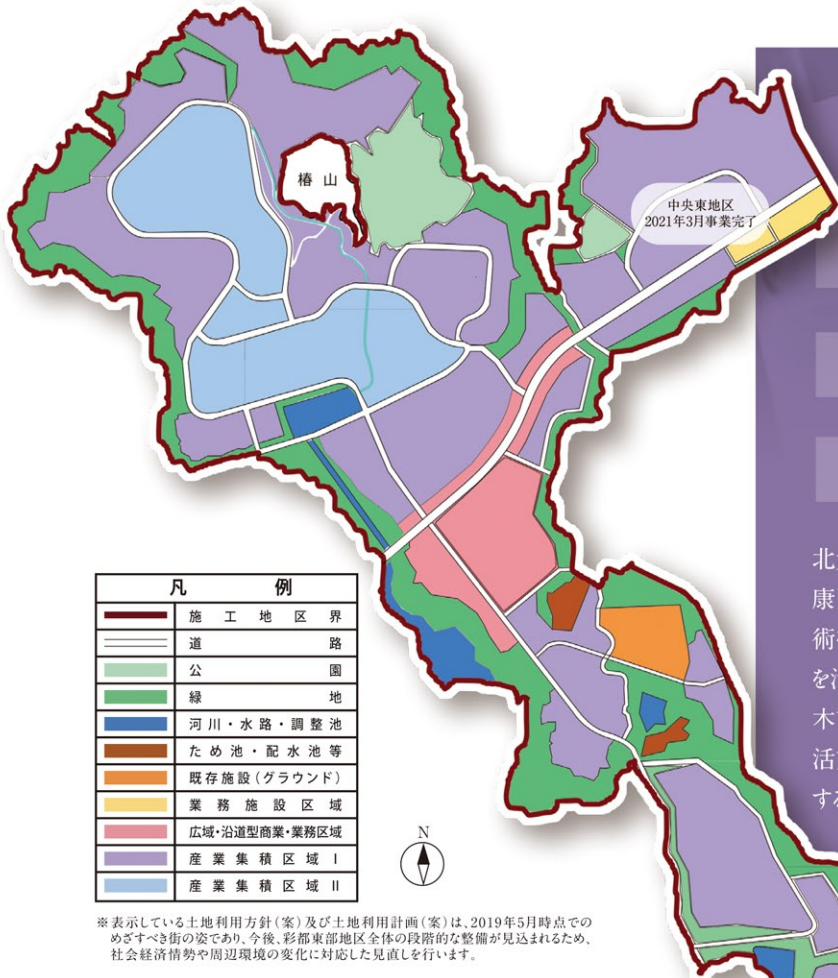 椿山
中央東地区
2021年3月事業完了
凡例
施工地区界
道路
公園
緑地
河川・水路・調整池
ため池・配水池等
既存施設(グラウンド)
業務施設区域
広域・沿道型商業・業務区域
産業集積区域 I
産業集積区域 II
N
※表示している土地利用方針(案)及び土地利用計画(案)は、2019年5月時点での
めざすべき街の姿であり、今後、彩都東部地区全体の段階的な整備が見込まれるため、
社会経済情勢や周辺環境の変化に対応した見直しを行います。
北
康
術
木
活
す